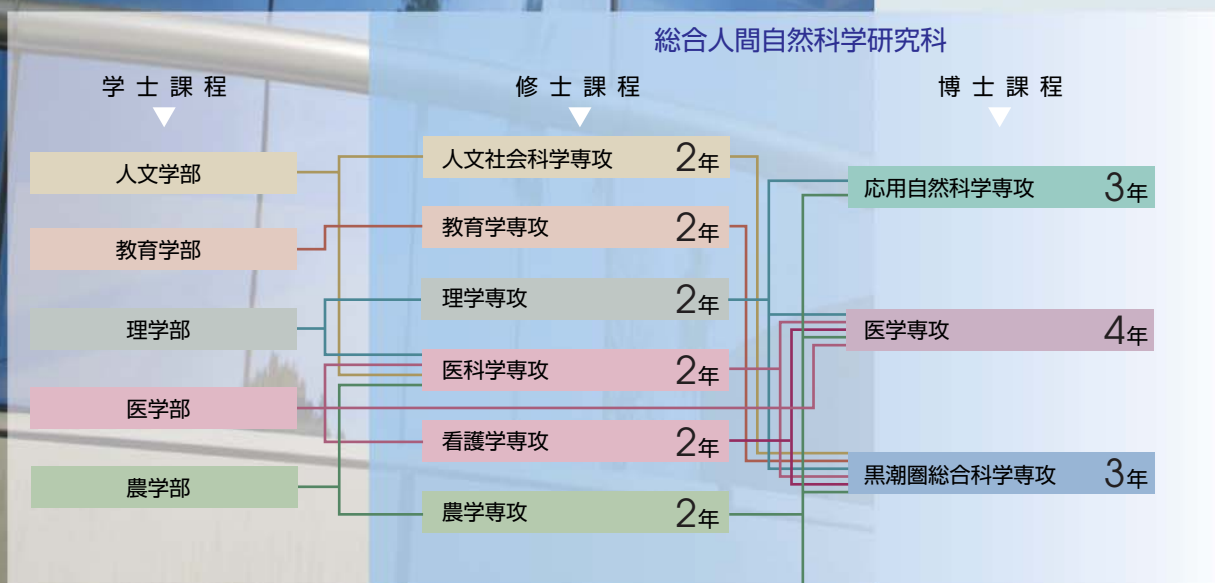 総合人間自然科学研究科
学士課程
修士課程
博士課程
人文学部
教育学部
理学部
医学部
農学部
人文社会科学専攻 2年
教育学専攻 2年
理学専攻 2年
医科学専攻 2年
看護学専攻 2年
農学専攻 2年
応用自然科学専攻 3年
医学専攻 4年
黒潮圏総合科学専攻 3年